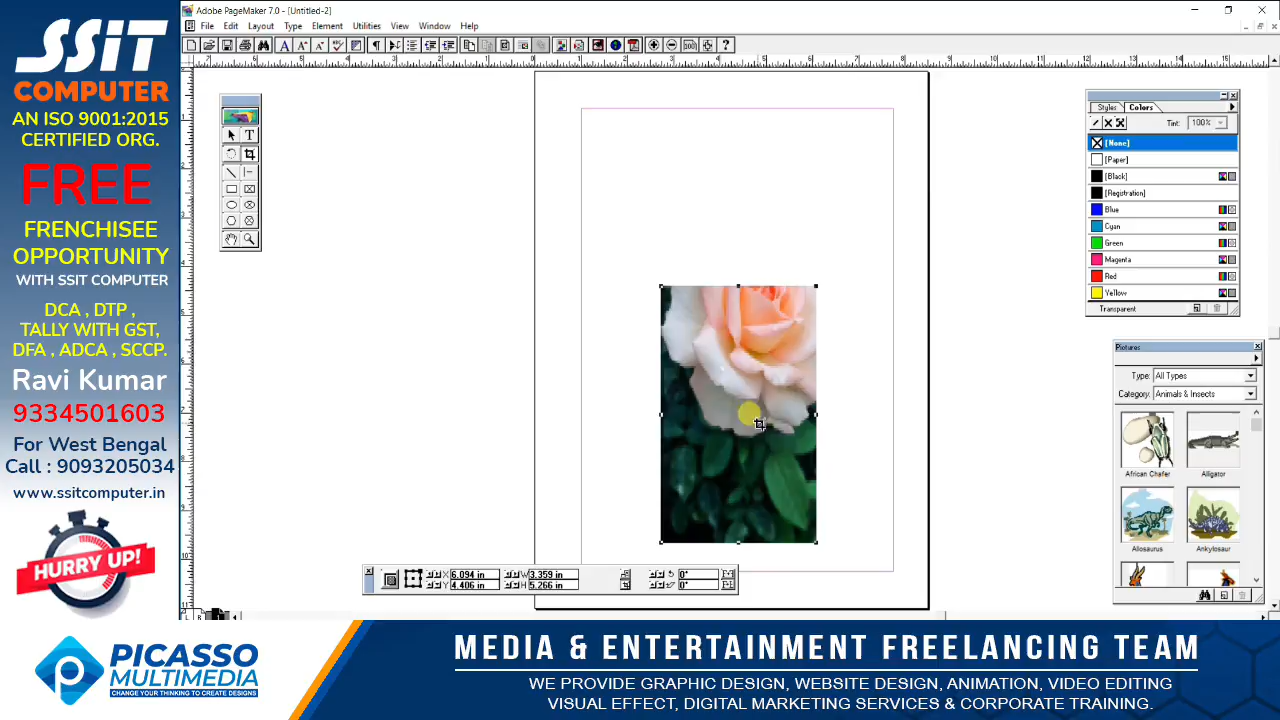 SSiT
COMPUTER
AN ISO 9001:2015
CERTIFIED ORG.
FREE
FRENCHISEE
OPPORTUNITY
WITH SSIT COMPUTER
DCA , DTP ,
TALLY WITH GST,
DFA , ADCA , SCCP.
Ravi Kumar
9334501603
For West Bengal
Call : 9093205034
www.ssitcomputer.in
HURRY UP!
Adobe PageMaker 7.0 - [Untitled-2]
File Edit Layout Type Element Utilities View Window Help
Styles Colors
Tint: 100%
[None]
[Paper]
[Black]
[Registration]
Blue
Cyan
Green
Magenta
Red
Yellow
Transparent
Pictures
Type: All Types
Category: Animals & Insects
African Chafer Alligator
Allosaurus Ankylosaur
X 6.094 in W 3.359 in 0°
Y 4.406 in H 5.266 in 0°
PICASSO
MULTIMEDIA
CHANGE YOUR THINKING TO CREATE DESIGNS
MEDIA & ENTERTAINMENT FREELANCING TEAM
WE PROVIDE GRAPHIC DESIGN, WEBSITE DESIGN, ANIMATION, VIDEO EDITING
VISUAL EFFECT, DIGITAL MARKETING SERVICES & CORPORATE TRAINING.